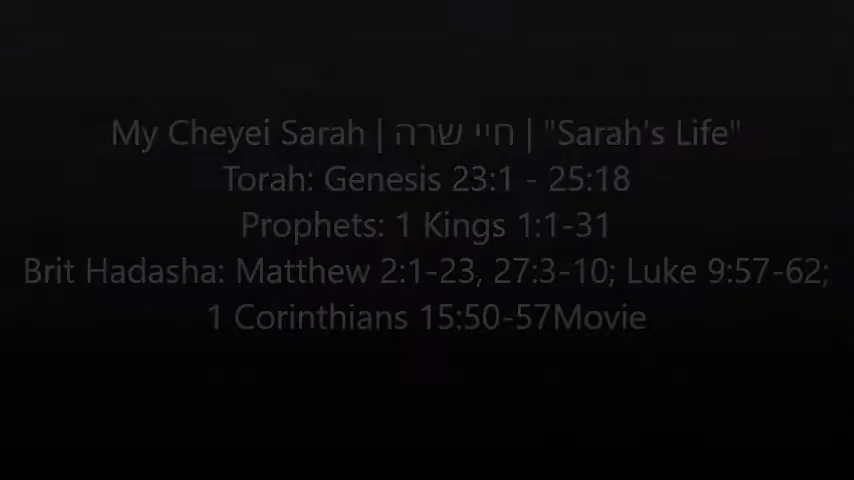 My Cheyei Sarah | חיי שרה | "Sarah's Life"
Torah: Genesis 23:1 - 25:18
Prophets: 1 Kings 1:1-31
Brit Hadasha: Matthew 2:1-23, 27:3-10; Luke 9:57-62;
1 Corinthians 15:50-57Movie